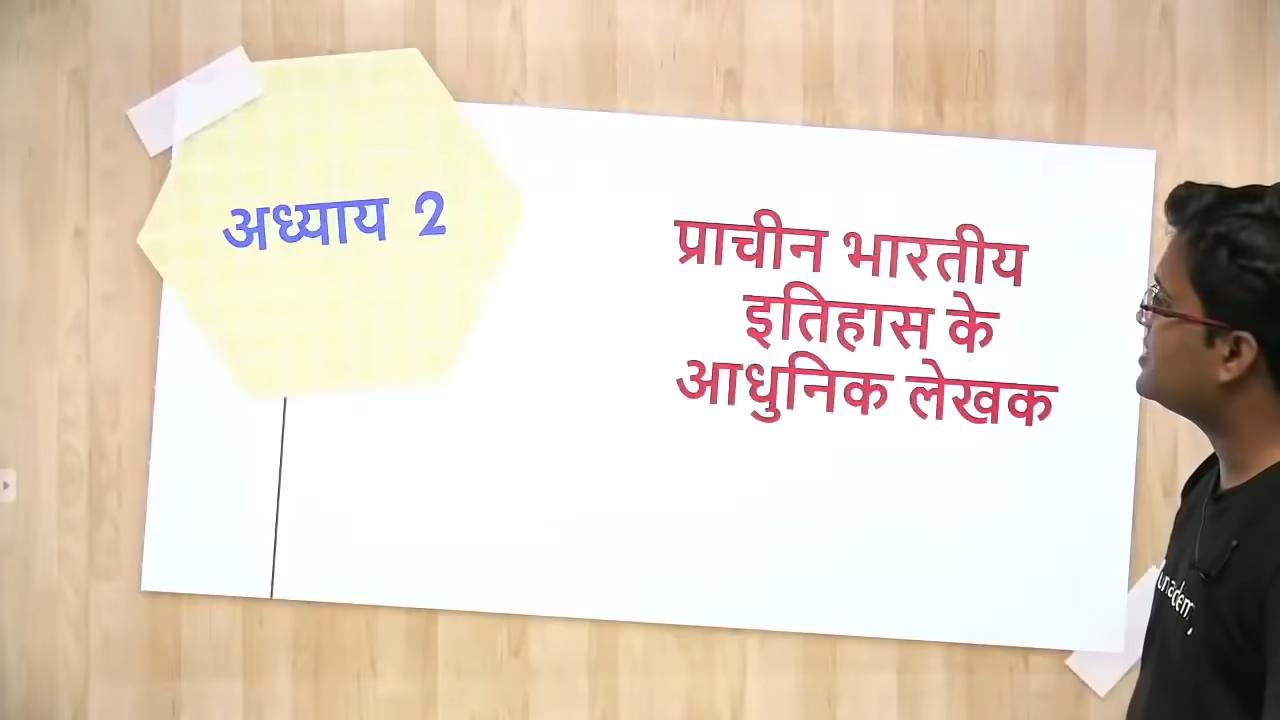 अध्याय 2
प्राचीन भारतीय
इतिहास के
आधुनिक लेखक